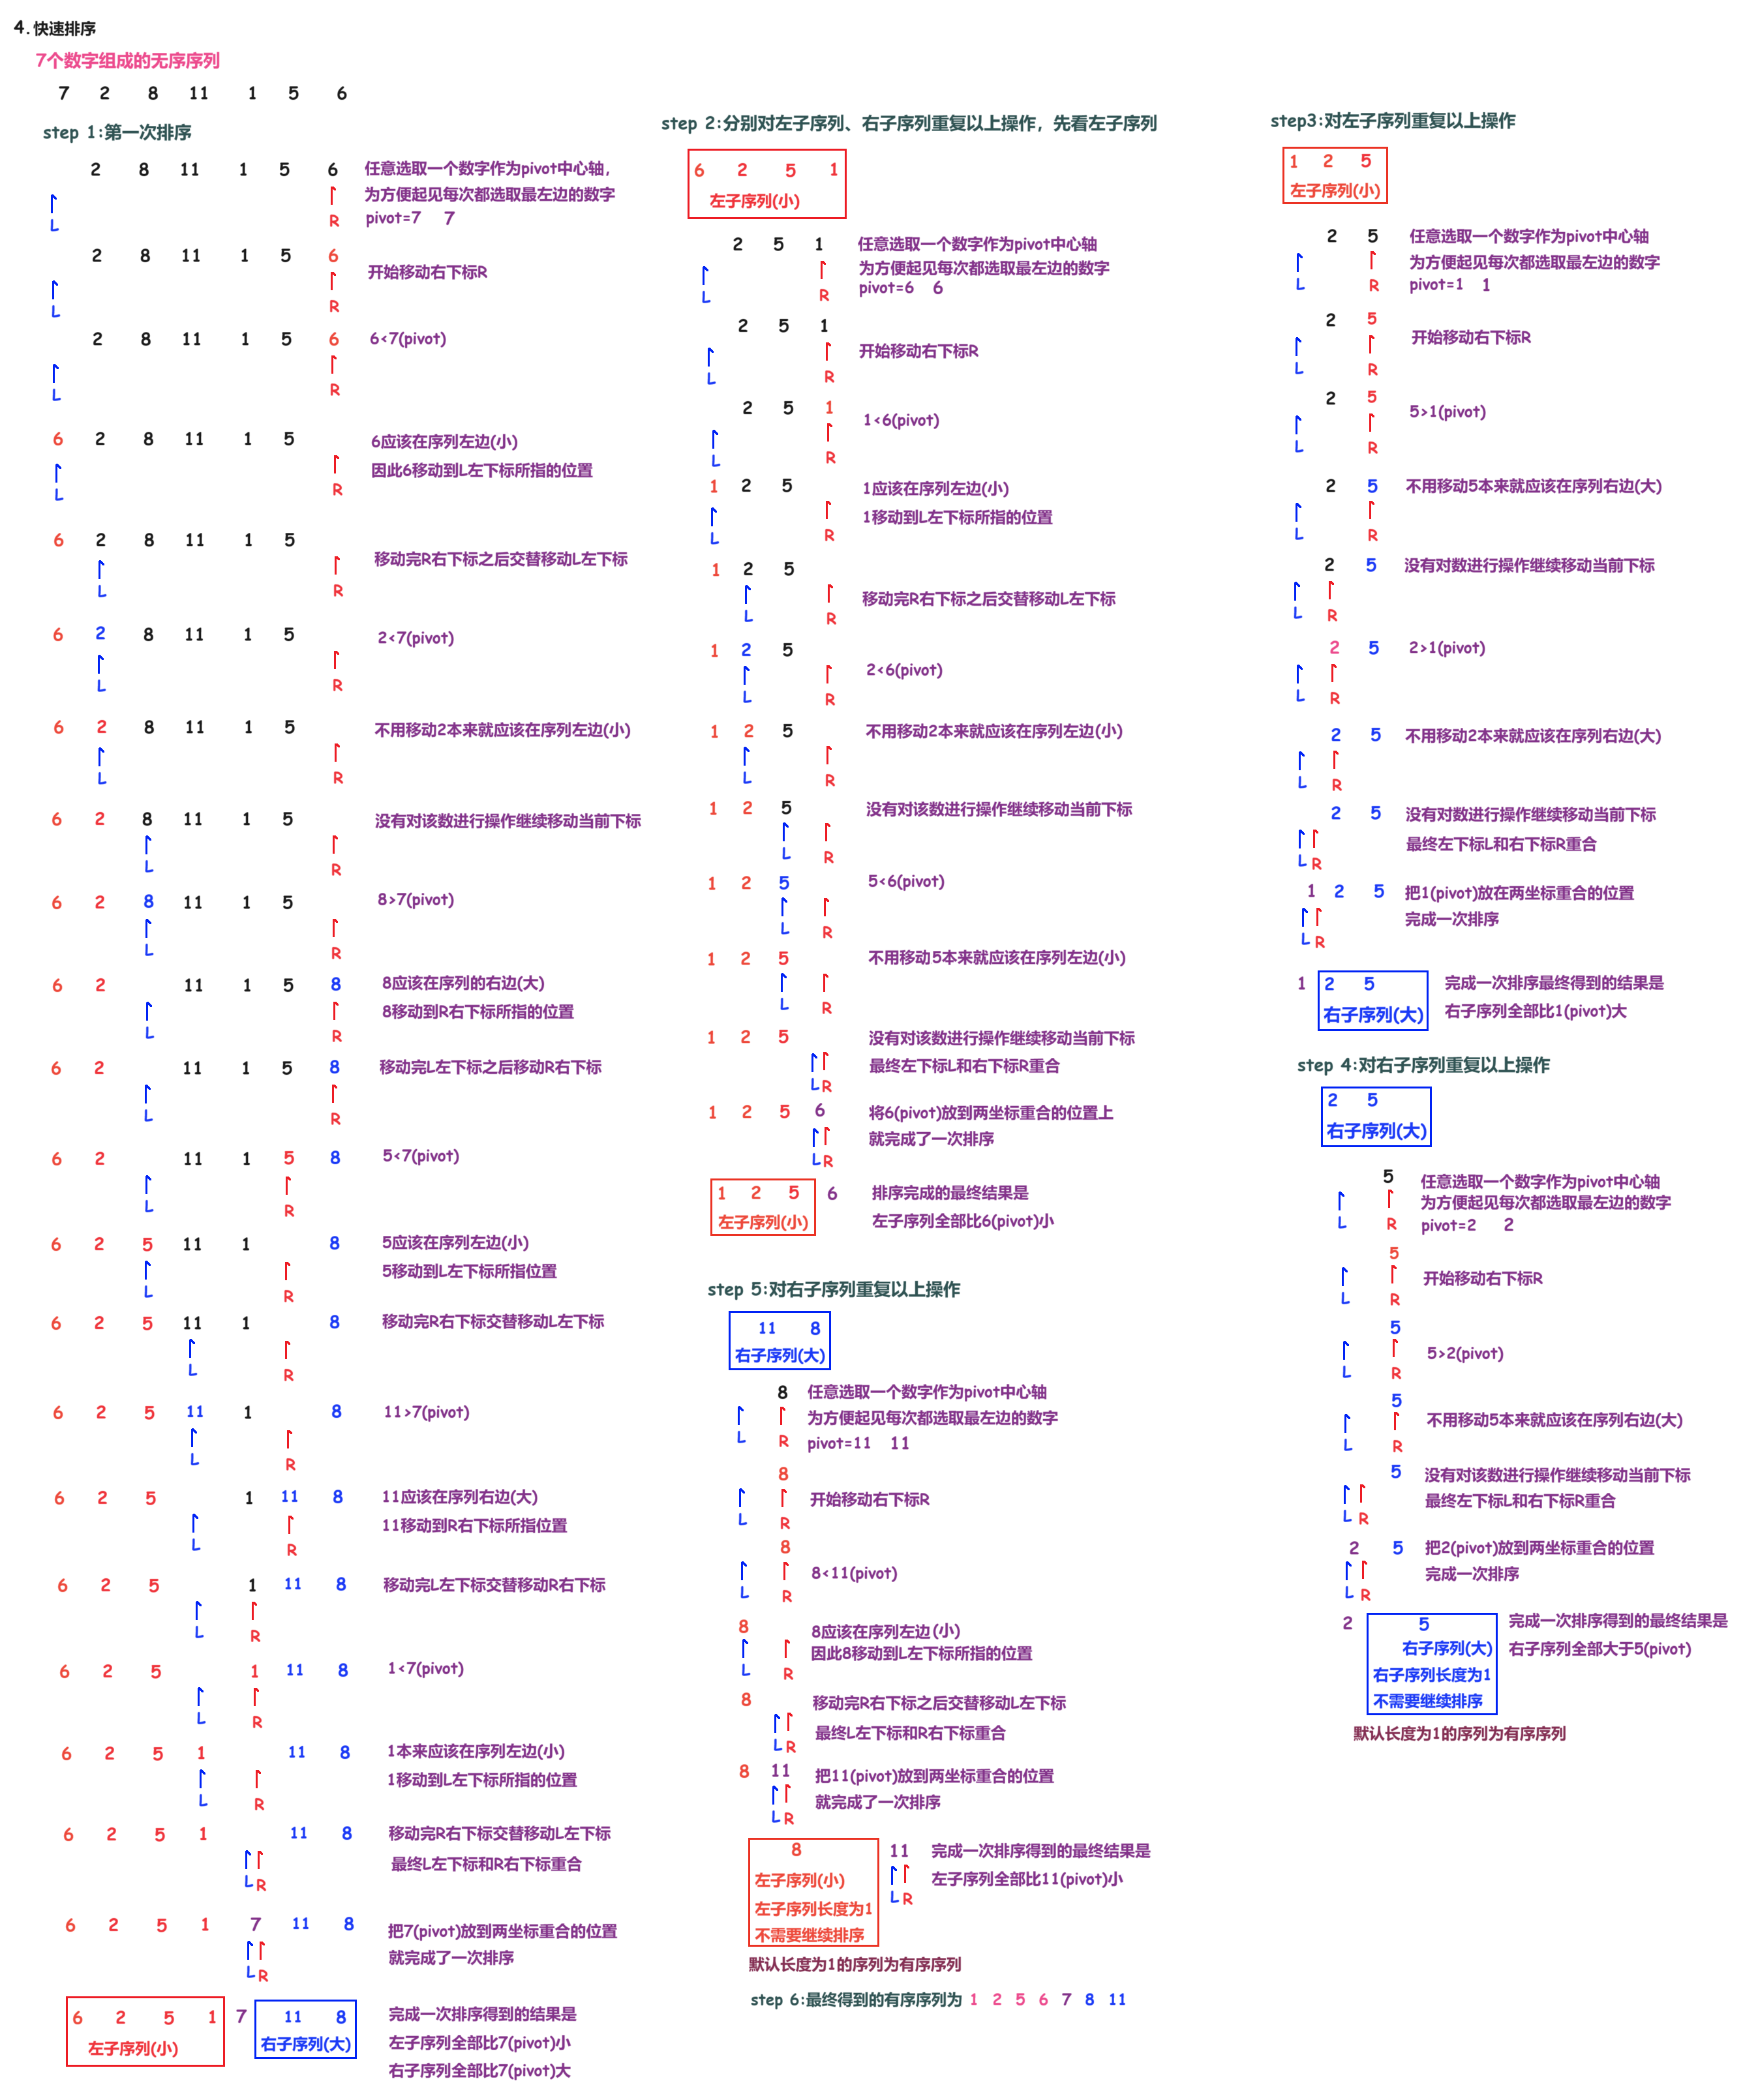 4.快速排序
7个数字组成的无序序列
7 2 8 11 1 5 6
step 1:第一次排序
2 8 11 1 5 6 任意选取一个数字作为pivot中心轴,
为方便起见每次都选取最左边的数字
pivot=7 7
L R
2 8 11 1 5 6
开始移动右下标R
L R
2 8 11 1 5 6 6<7(pivot)
L R
6 2 8 11 1 5 6应该在序列左边(小)
因此6移动到L左下标所指的位置
L R
6 2 8 11 1 5
移动完R右下标之后交替移动L左下标
L R
6 2 8 11 1 5 2<7(pivot)
L R
6 2 8 11 1 5 不用移动2本来就应该在序列左边(小)
L R
6 2 8 11 1 5 没有对该数进行操作继续移动当前下标
L R
6 2 8 11 1 5 8>7(pivot)
L R
6 2 11 1 5 8 8应该在序列的右边(大)
8移动到R右下标所指的位置
L R
6 2 11 1 5 8 移动完L左下标之后移动R右下标
L R
6 2 11 1 5 8 5<7(pivot)
L R
6 2 5 11 1 8 5应该在序列左边(小)
5移动到L左下标所指位置
L R
6 2 5 11 1 8 移动完R右下标交替移动L左下标
L R
6 2 5 11 1 8 11>7(pivot)
L R
6 2 5 1 11 8 11应该在序列右边(大)
11移动到R右下标所指位置
L R
6 2 5 1 11 8 移动完L左下标交替移动R右下标
L R
6 2 5 1 11 8 1<7(pivot)
L R
6 2 5 1 11 8 1本来应该在序列左边(小)
1移动到L左下标所指的位置
L R
6 2 5 1 11 8 移动完R右下标交替移动L左下标
最终L左下标和R右下标重合
L R
6 2 5 1 7 11 8 把7(pivot)放到两坐标重合的位置
就完成了一次排序
L R
6 2 5 1 7 11 8 完成一次排序得到的结果是
左子序列(小) 右子序列(大) 左子序列全部比7(pivot)小
右子序列全部比7(pivot)大
step 2:分别对左子序列、右子序列重复以上操作，先看左子序列
6 2 5 1
左子序列(小)
2 5 1 任意选取一个数字作为pivot中心轴
为方便起见每次都选取最左边的数字
pivot=6 6
L R
2 5 1
开始移动右下标R
L R
2 5 1 1<6(pivot)
L R
1 2 5 1应该在序列左边(小)
1移动到L左下标所指的位置
L R
1 2 5
移动完R右下标之后交替移动L左下标
L R
1 2 5
2<6(pivot)
L R
1 2 5 不用移动2本来就应该在序列左边(小)
L R
1 2 5 没有对该数进行操作继续移动当前下标
L R
1 2 5 5<6(pivot)
L R
1 2 5 不用移动5本来就应该在序列左边(小)
L R
1 2 5 没有对该数进行操作继续移动当前下标
最终左下标L和右下标R重合
L R
1 2 5 6 将6(pivot)放到两坐标重合的位置上
就完成了一次排序
L R
1 2 5 6 排序完成的最终结果是
左子序列(小) 左子序列全部比6(pivot)小
step 5:对右子序列重复以上操作
11 8
右子序列(大)
8 任意选取一个数字作为pivot中心轴
为方便起见每次都选取最左边的数字
L R pivot=11 11
8
开始移动右下标R
L R
8
8<11(pivot)
L R
8 8应该在序列左边(小)
因此8移动到L左下标所指的位置
L R
8 移动完R右下标之后交替移动L左下标
最终L左下标和R右下标重合
L R
8 11 把11(pivot)放到两坐标重合的位置
就完成了一次排序
L R
8 11 完成一次排序得到的最终结果是
左子序列(小) 左子序列全部比11(pivot)小
L R
左子序列长度为1
不需要继续排序
默认长度为1的序列为有序序列
step 6:最终得到的有序序列为 1 2 5 6 7 8 11
step3:对左子序列重复以上操作
1 2 5
左子序列(小)
2 5 任意选取一个数字作为pivot中心轴
为方便起见每次都选取最左边的数字
L R pivot=1 1
2 5
开始移动右下标R
L R
2 5
5>1(pivot)
L R
2 5 不用移动5本来就应该在序列右边(大)
L R
2 5 没有对数进行操作继续移动当前下标
L R
2 5 2>1(pivot)
L R
2 5 不用移动2本来就应该在序列右边(大)
L R
2 5 没有对数进行操作继续移动当前下标
最终左下标L和右下标R重合
L R
1 2 5 把1(pivot)放在两坐标重合的位置
完成一次排序
L R
1 2 5 完成一次排序最终得到的结果是
右子序列(大) 右子序列全部比1(pivot)大
step 4:对右子序列重复以上操作
2 5
右子序列(大)
5 任意选取一个数字作为pivot中心轴
为方便起见每次都选取最左边的数字
L R pivot=2 2
5
开始移动右下标R
L R
5
5>2(pivot)
L R
5
不用移动5本来就应该在序列右边(大)
L R
5 没有对该数进行操作继续移动当前下标
最终左下标L和右下标R重合
L R
2 5 把2(pivot)放到两坐标重合的位置
完成一次排序
L R
2 5 完成一次排序得到的最终结果是
右子序列(大) 右子序列全部大于5(pivot)
右子序列长度为1
不需要继续排序
默认长度为1的序列为有序序列